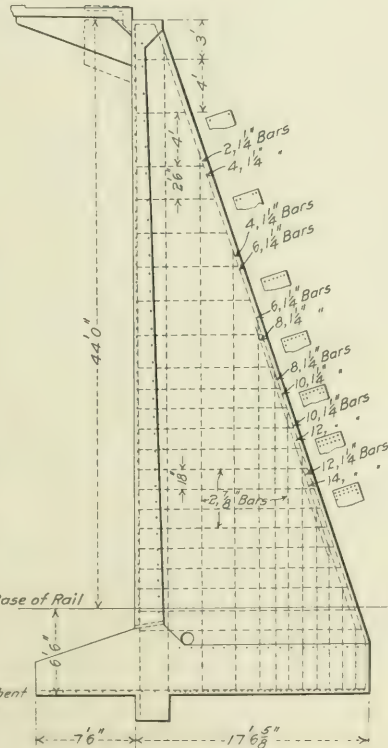 3'
4'
4'
2'6"
2, 1¼" Bars
4, 1¼ "
4, 1¼" Bars
6, 1¼" Bars
6, 1¼" Bars
8, 1¼ "
8, 1¼" Bars
10, 1¼ "
10, 1¼" Bars
12, " "
12, 1¼" Bars
14, " "
44'0"
18"
2, ⅞" Bars
Base of Rail
6'6"
7'6"
17'6⅝"